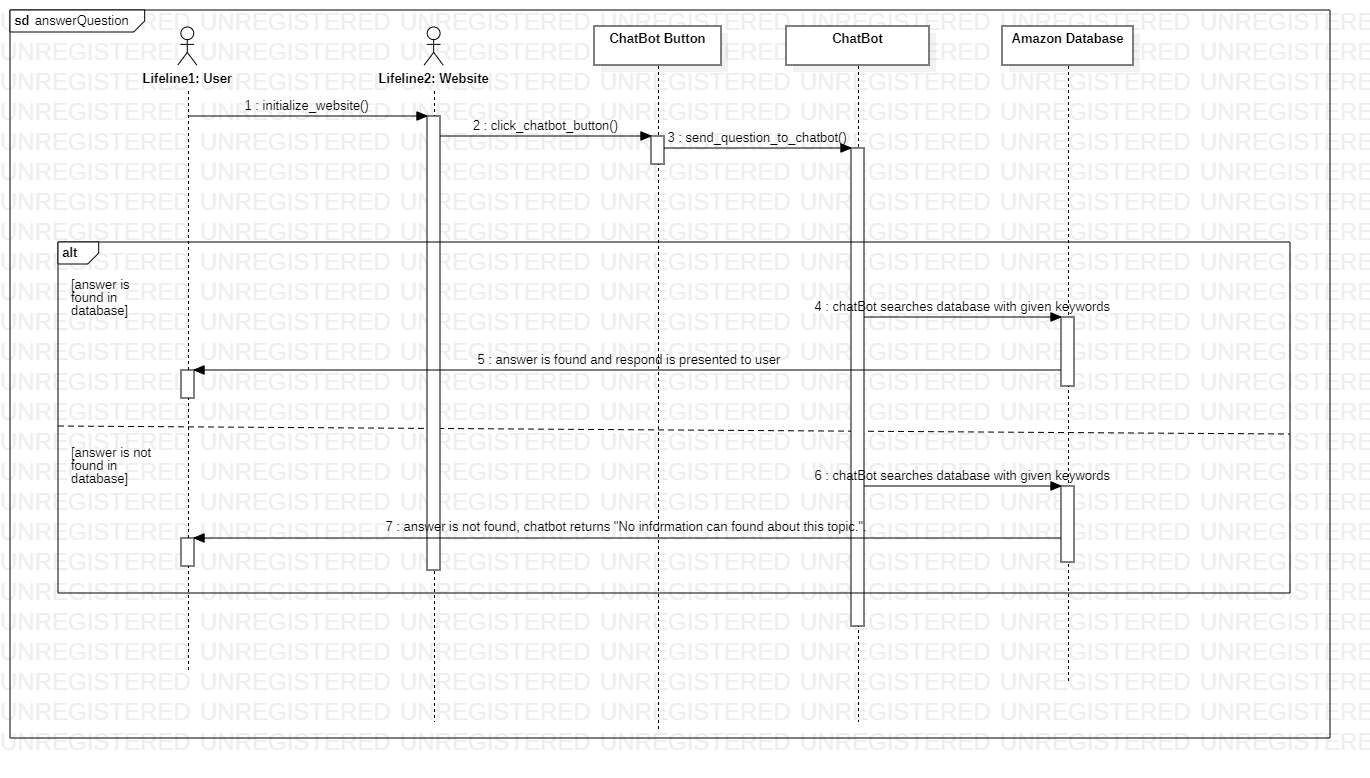 sd answerQuestion
Lifeline1: User
Lifeline2: Website
ChatBot Button
ChatBot
Amazon Database
1 : initialize_website()
2 : click_chatbot_button()
3 : send_question_to_chatbot()
alt
[answer is
found in
database]
4 : chatBot searches database with given keywords
5 : answer is found and respond is presented to user
[answer is not
found in
database]
6 : chatBot searches database with given keywords
7 : answer is not found, chatbot returns "No information can found about this topic.".
UNREGISTERED